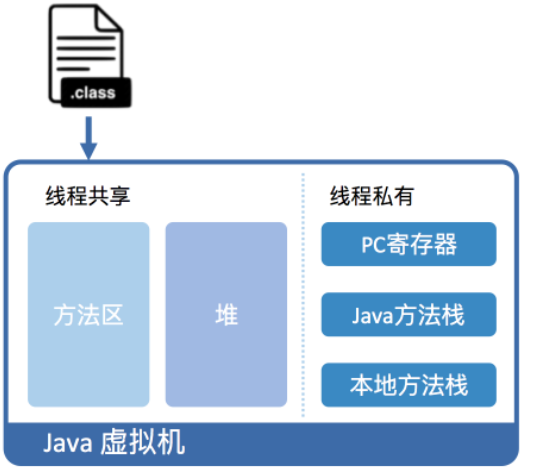 .class
线程共享
线程私有
方法区
堆
PC寄存器
Java方法栈
本地方法栈
Java 虚拟机